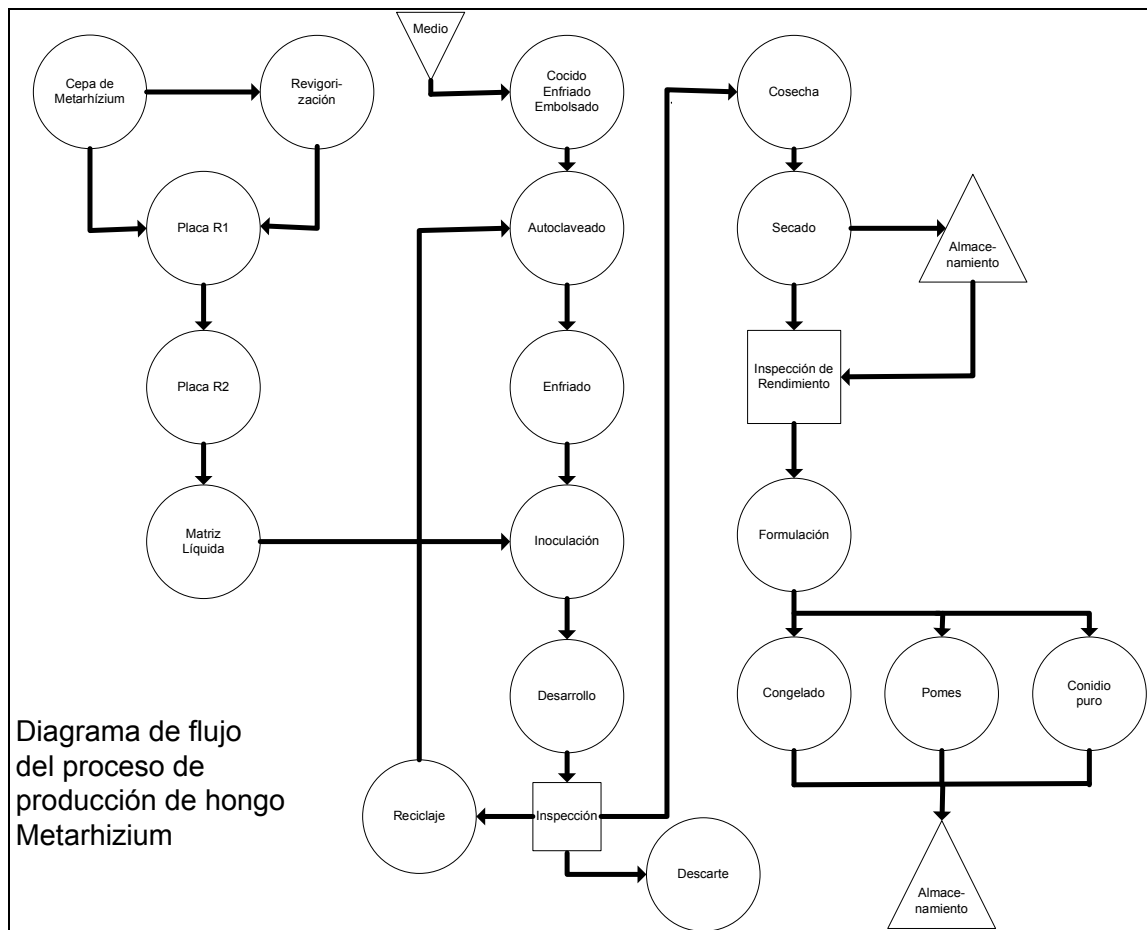 Medio
Cepa de
Metarhízium
Revigori-
zación
Cocido
Enfriado
Embolsado
Cosecha
Placa R1
Autoclaveado
Secado
Almace-
namiento
Placa R2
Enfriado
Inspección de
Rendimiento
Matriz
Líquida
Inoculación
Formulación
Desarrollo
Congelado
Pomes
Conidio
puro
Diagrama de flujo
del proceso de
producción de hongo
Metarhizium
Reciclaje
Inspección
Descarte
Almace-
namiento